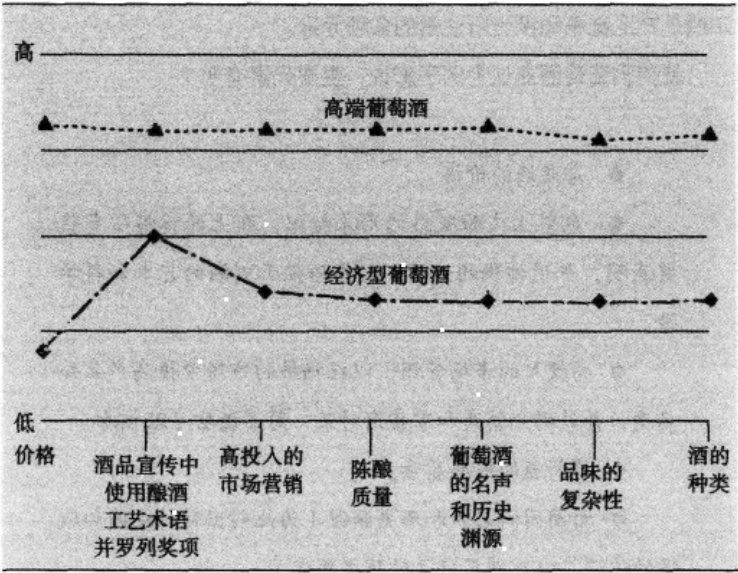 高
高端葡萄酒
经济型葡萄酒
低
价格
酒品宣传中
使用酿酒
工艺术语
并罗列奖项
高投入的
市场营销
陈酿
质量
葡萄酒
的名声
和历史
渊源
品味的
复杂性
酒的
种类